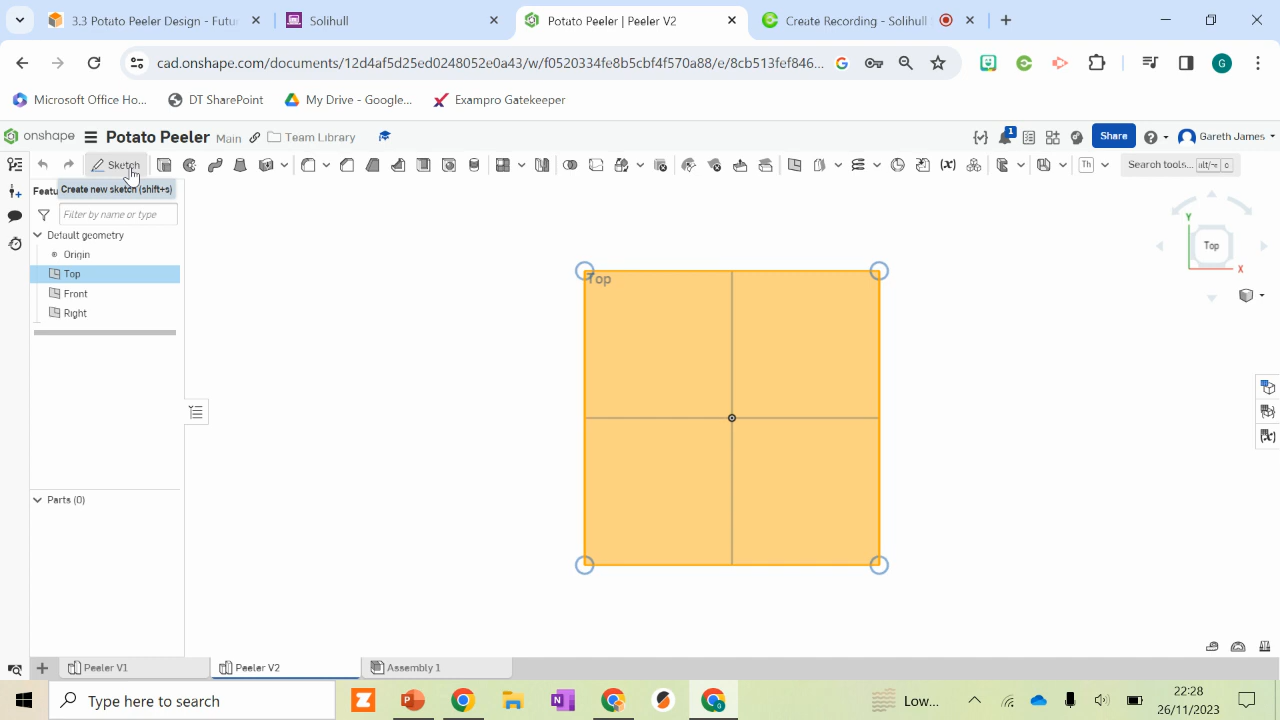 3.3 Potato Peeler Design - Futu
Solihull
Potato Peeler | Peeler V2
Create Recording - Solihull
cad.onshape.com/documents/12d4af5d25ed0248052e0a43/w/f0520334fe8b5cbf4f570a88/e/8cb513fef846...
G
Microsoft Office Ho...
DT SharePoint
My Drive - Google...
Exampro Gatekeeper
onshape
Potato Peeler
Main
Team Library
1
Share
Gareth James
Sketch
Th
Search tools...
alt/⌥
c
Create new sketch (shift+s)
Featu
Filter by name or type
Default geometry
Origin
Top
Front
Right
Parts (0)
Top
Y
Top
X
Peeler V1
Peeler V2
Assembly 1
Type here to search
Low...
22:28
26/11/2023